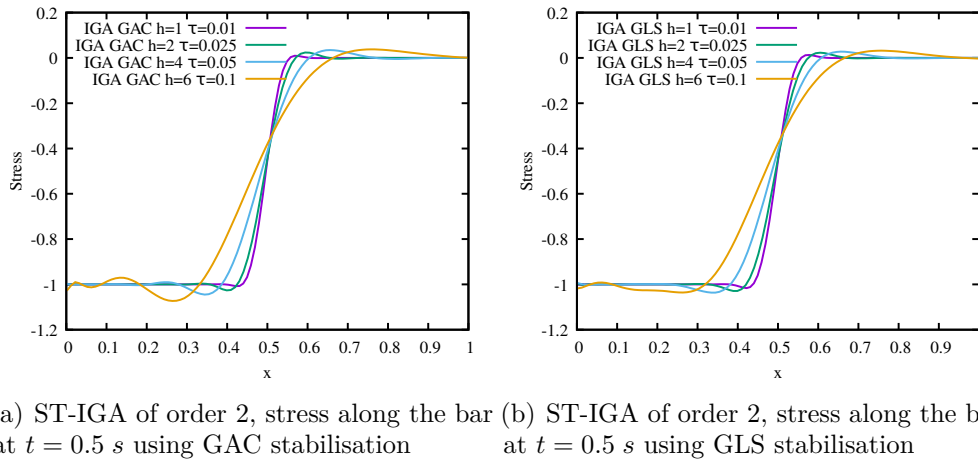 IGA GAC h=1 τ=0.01
IGA GAC h=2 τ=0.025
IGA GAC h=4 τ=0.05
IGA GAC h=6 τ=0.1
0.2
0
-0.2
-0.4
-0.6
-0.8
-1
-1.2
Stress
0 0.1 0.2 0.3 0.4 0.5 0.6 0.7 0.8 0.9 1
x
IGA GLS h=1 τ=0.01
IGA GLS h=2 τ=0.025
IGA GLS h=4 τ=0.05
IGA GLS h=6 τ=0.1
0.2
0
-0.2
-0.4
-0.6
-0.8
-1
-1.2
Stress
0 0.1 0.2 0.3 0.4 0.5 0.6 0.7 0.8 0.9
x
a) ST-IGA of order 2, stress along the bar
at t = 0.5 s using GAC stabilisation
(b) ST-IGA of order 2, stress along the b
at t = 0.5 s using GLS stabilisation